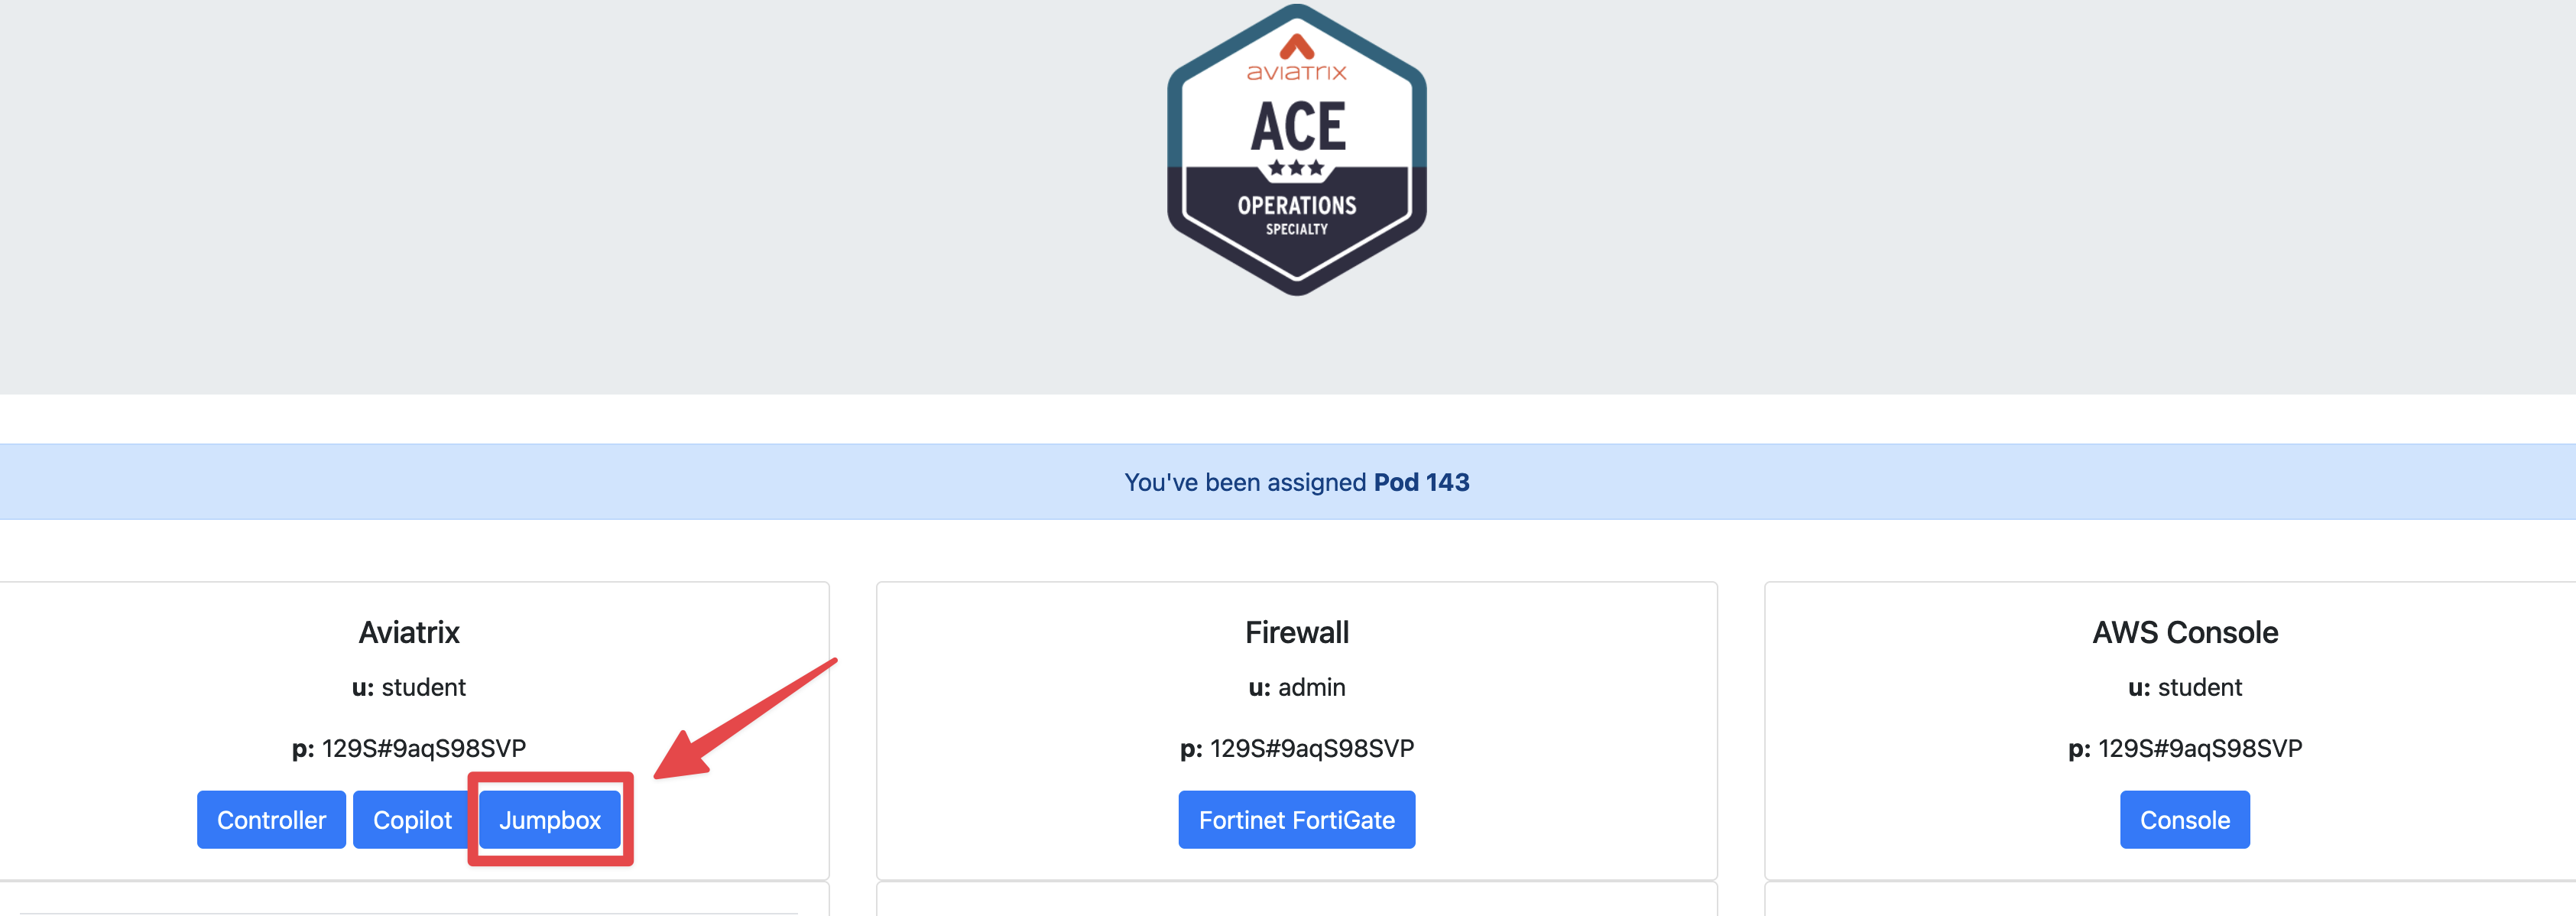 aviatrix
ACE
OPERATIONS
SPECIALTY
You've been assigned Pod 143
Aviatrix
u: student
p: 129S#9aqS98SVP
Controller
Copilot
Jumpbox
Firewall
u: admin
p: 129S#9aqS98SVP
Fortinet FortiGate
AWS Console
u: student
p: 129S#9aqS98SVP
Console